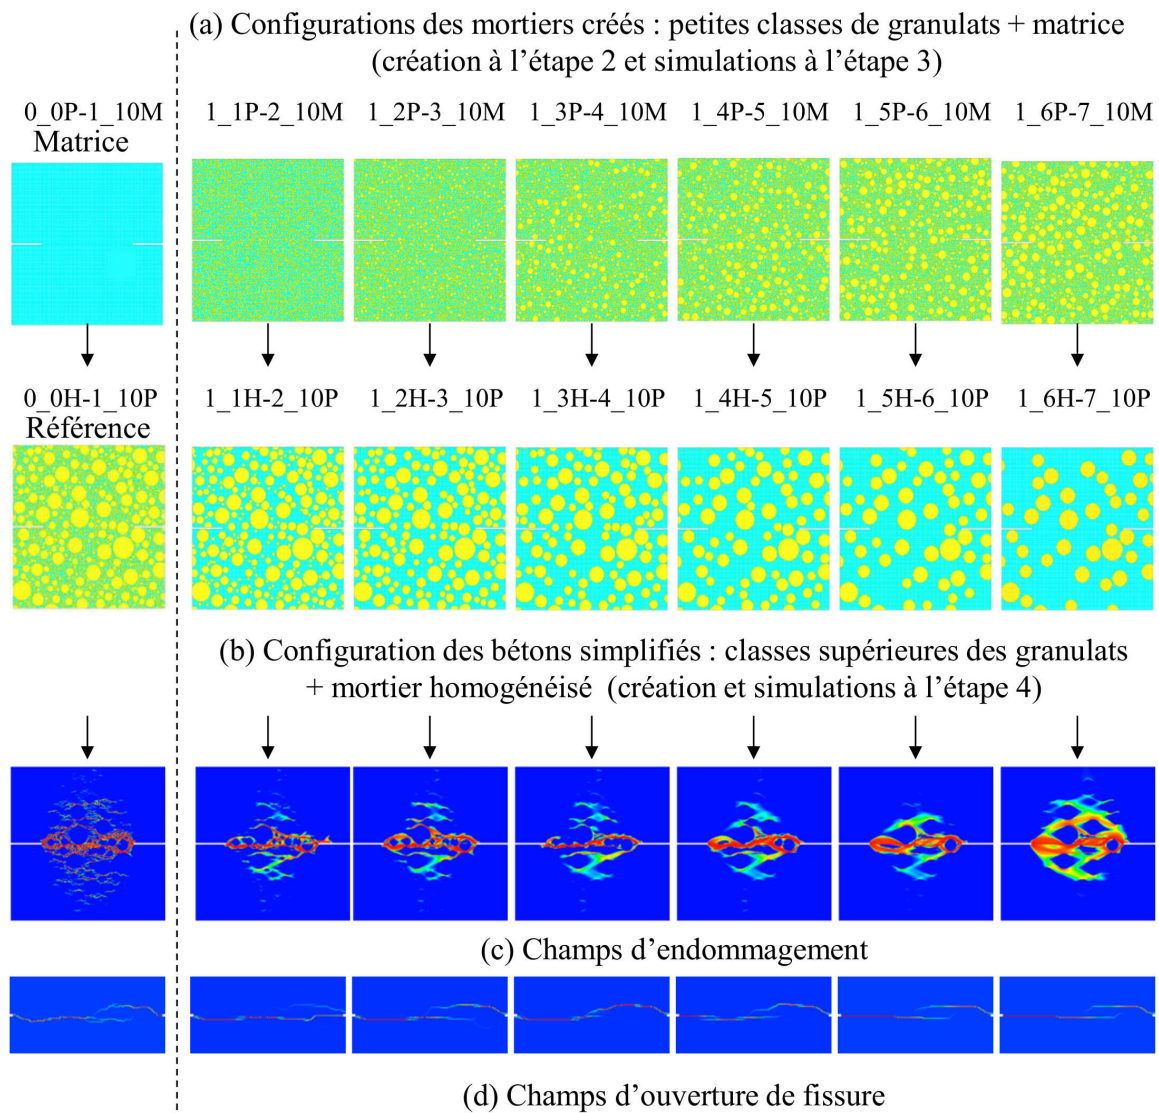 (a) Configurations des mortiers créés : petites classes de granulats + matrice
(création à l’étape 2 et simulations à l’étape 3)
0_0P-1_10M 1_1P-2_10M 1_2P-3_10M 1_3P-4_10M 1_4P-5_10M 1_5P-6_10M 1_6P-7_10M
Matrice
0_0H-1_10P 1_1H-2_10P 1_2H-3_10P 1_3H-4_10P 1_4H-5_10P 1_5H-6_10P 1_6H-7_10P
Référence
(b) Configuration des bétons simplifiés : classes supérieures des granulats
+ mortier homogénéisé (création et simulations à l’étape 4)
(c) Champs d’endommagement
(d) Champs d’ouverture de fissure